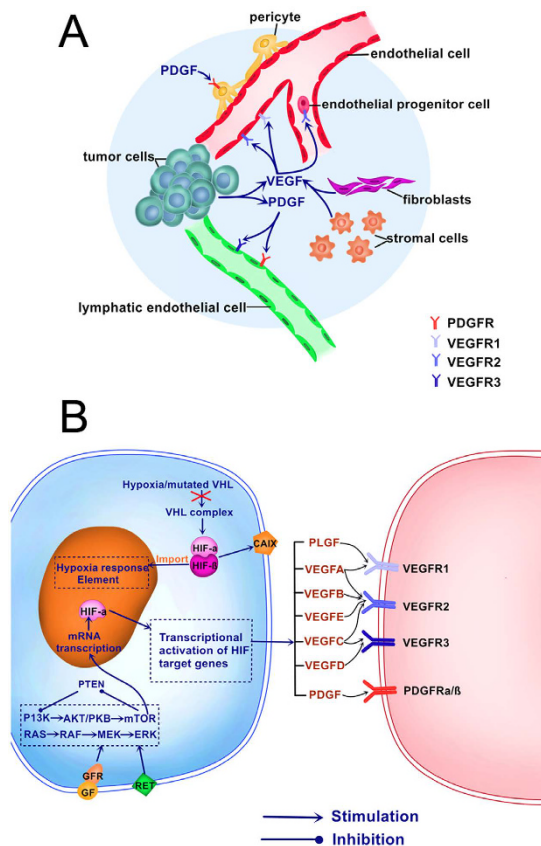 A
pericyte
PDGF
endothelial cell
endothelial progenitor cell
tumor cells
VEGF
PDGF
fibroblasts
stromal cells
lymphatic endothelial cell
PDGFR
VEGFR1
VEGFR2
VEGFR3
B
Hypoxia/mutated VHL
VHL complex
HIF-a
HIF-ß
CAIX
Import
Hypoxia response
Element
HIF-a
mRNA
transcription
Transcriptional
activation of HIF
target genes
PTEN
P13K
AKT/PKB
mTOR
RAS
RAF
MEK
ERK
GFR
GF
RET
PLGF
VEGFA
VEGFB
VEGFE
VEGFC
VEGFD
PDGF
VEGFR1
VEGFR2
VEGFR3
PDGFRa/ß
Stimulation
Inhibition